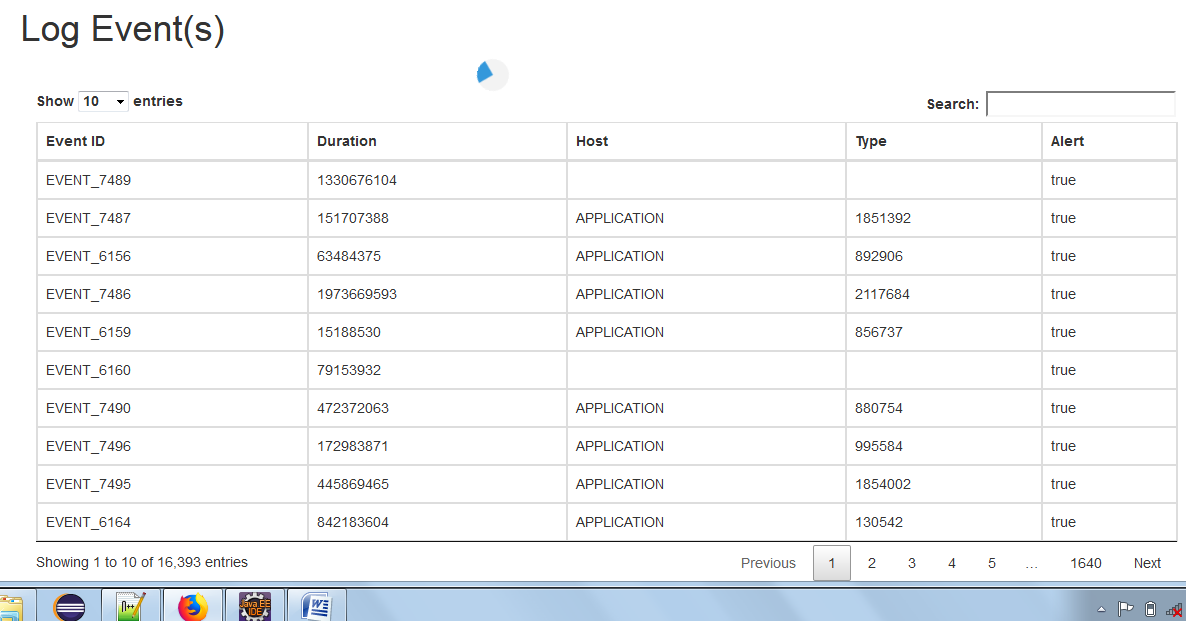 Log Event(s)
Show 10 entries
Search:
Event ID Duration Host Type Alert
EVENT_7489 1330676104 true
EVENT_7487 151707388 APPLICATION 1851392 true
EVENT_6156 63484375 APPLICATION 892906 true
EVENT_7486 1973669593 APPLICATION 2117684 true
EVENT_6159 15188530 APPLICATION 856737 true
EVENT_6160 79153932 true
EVENT_7490 472372063 APPLICATION 880754 true
EVENT_7496 172983871 APPLICATION 995584 true
EVENT_7495 445869465 APPLICATION 1854002 true
EVENT_6164 842183604 APPLICATION 130542 true
Showing 1 to 10 of 16,393 entries
Previous 1 2 3 4 5 ... 1640 Next
Java EE
IDE
W